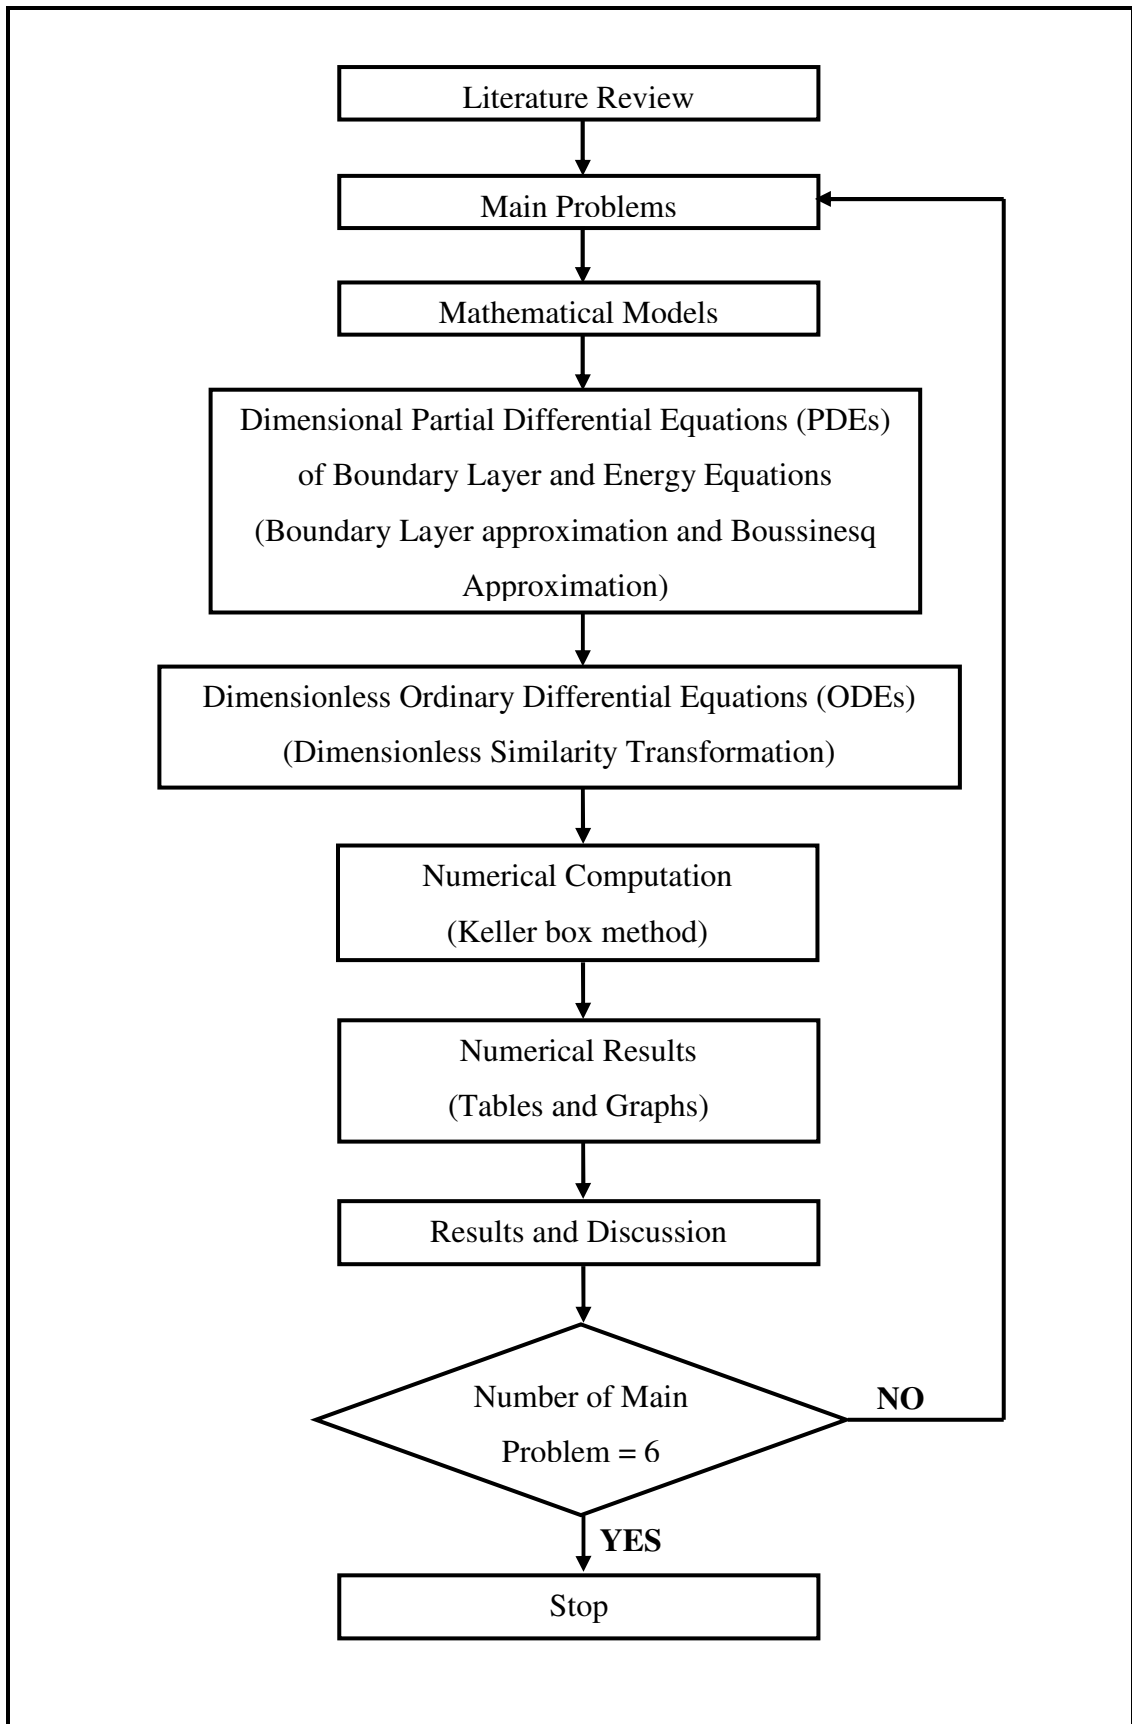 Literature Review
Main Problems
Mathematical Models
Dimensional Partial Differential Equations (PDEs)
of Boundary Layer and Energy Equations
(Boundary Layer approximation and Boussinesq
Approximation)
Dimensionless Ordinary Differential Equations (ODEs)
(Dimensionless Similarity Transformation)
Numerical Computation
(Keller box method)
Numerical Results
(Tables and Graphs)
Results and Discussion
Number of Main
Problem = 6
NO
YES
Stop